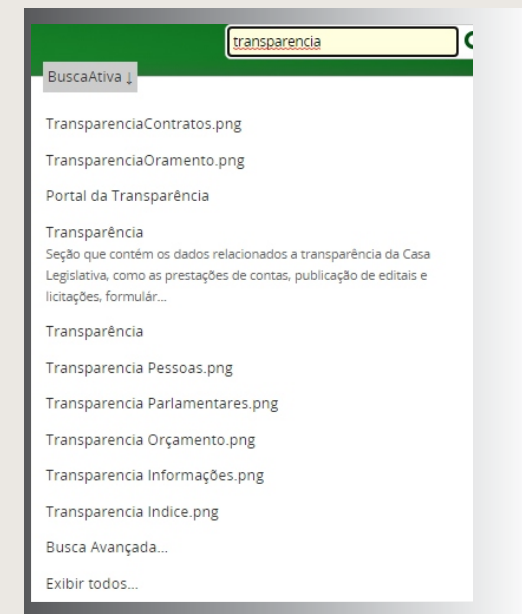 transparencia
BuscaAtiva ↓
TransparenciaContratos.png
TransparenciaOramento.png
Portal da Transparência
Transparência
Seção que contém os dados relacionados a transparência da Casa
Legislativa, como as prestações de contas, publicação de editais e
licitações, formulár...
Transparência
Transparencia Pessoas.png
Transparencia Parlamentares.png
Transparencia Orçamento.png
Transparencia Informações.png
Transparencia Indice.png
Busca Avançada...
Exibir todos...